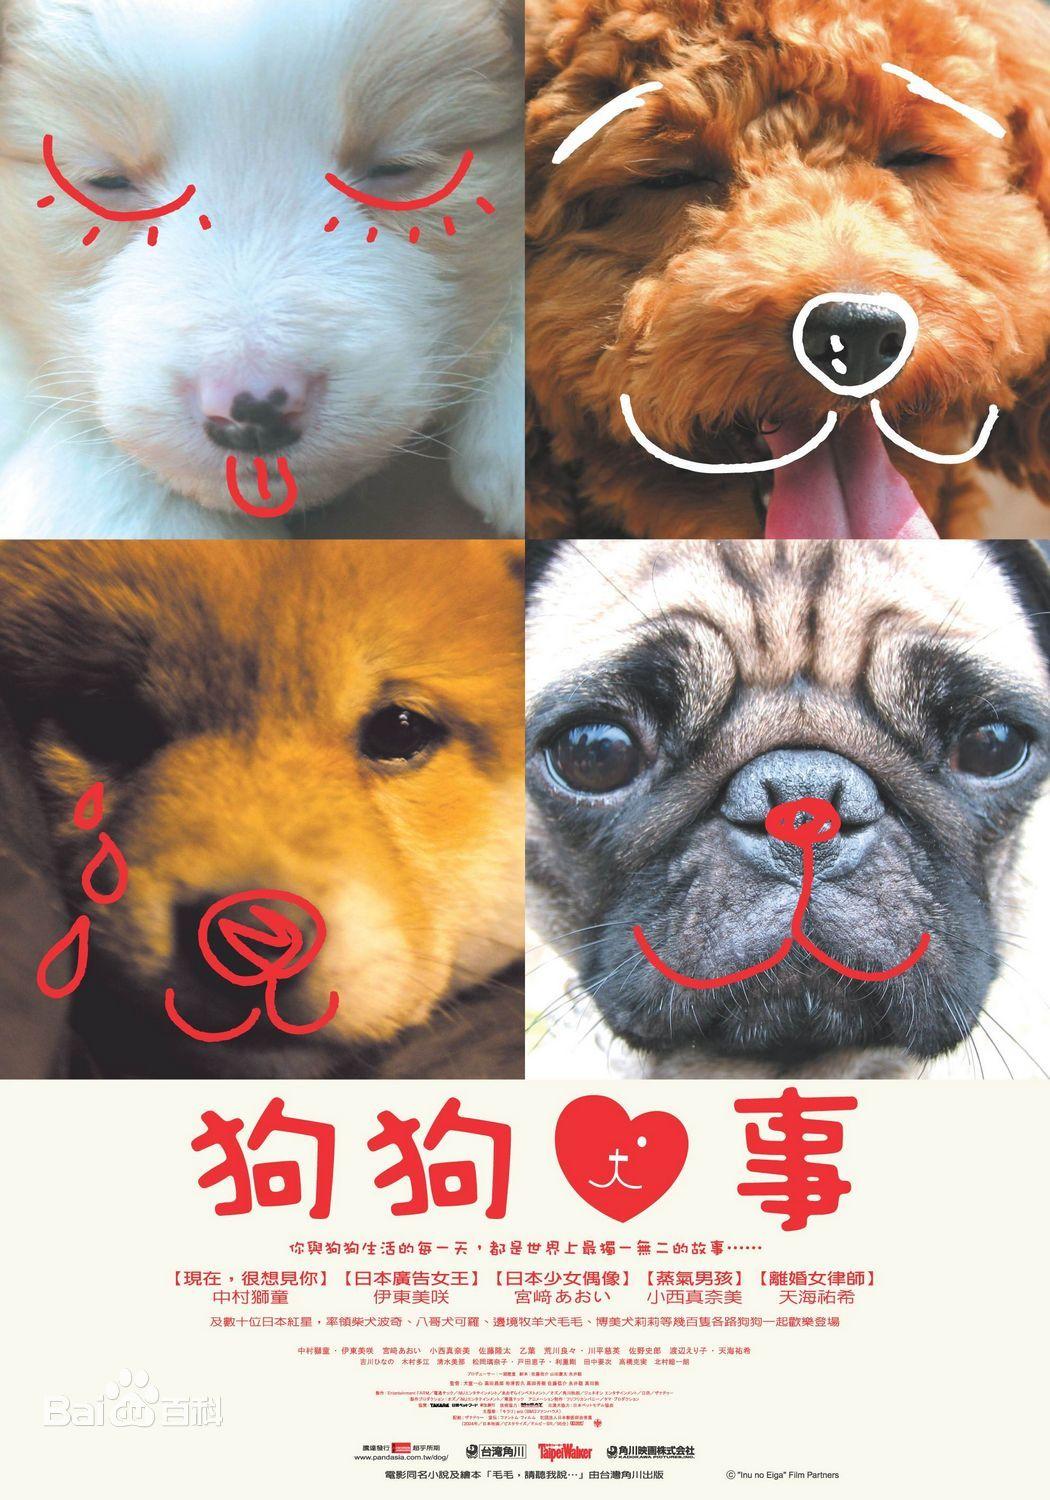 狗狗心事
你與狗狗生活的每一天，都是世界上最獨一無二的故事……
【現在，很想見你】【日本廣告女王】【日本少女偶像】【蒸氣男孩】【離婚女律師】
中村獅童 伊東美咲 宮﨑あおい 小西真奈美 天海祐希
及數十位日本紅星，率領柴犬波奇、八哥犬可羅、邊境牧羊犬毛毛、博美犬莉莉等幾百隻各路狗狗一起歡樂登場
中村獅童・伊東美咲 宮﨑あおい 小西真奈美 佐藤隆太 乙葉 荒川良々・川平慈英 佐野史郎 渡辺えり子・天海祐希
吉川ひなの 木村多江 清水美那 松岡璃奈子・戸田恵子・利重剛 田中要次 高橋克実 北村総一朗
鷹達發行 超乎所期
www.pandasia.com.tw/dog/
台湾角川
TaipeiWalker
角川映画株式会社
KADOKAWA PICTURES, INC.
電影同名小說及繪本「毛毛，請聽我說…」由台灣角川出版
© "Inu no Eiga" Film Partners
Bai百科